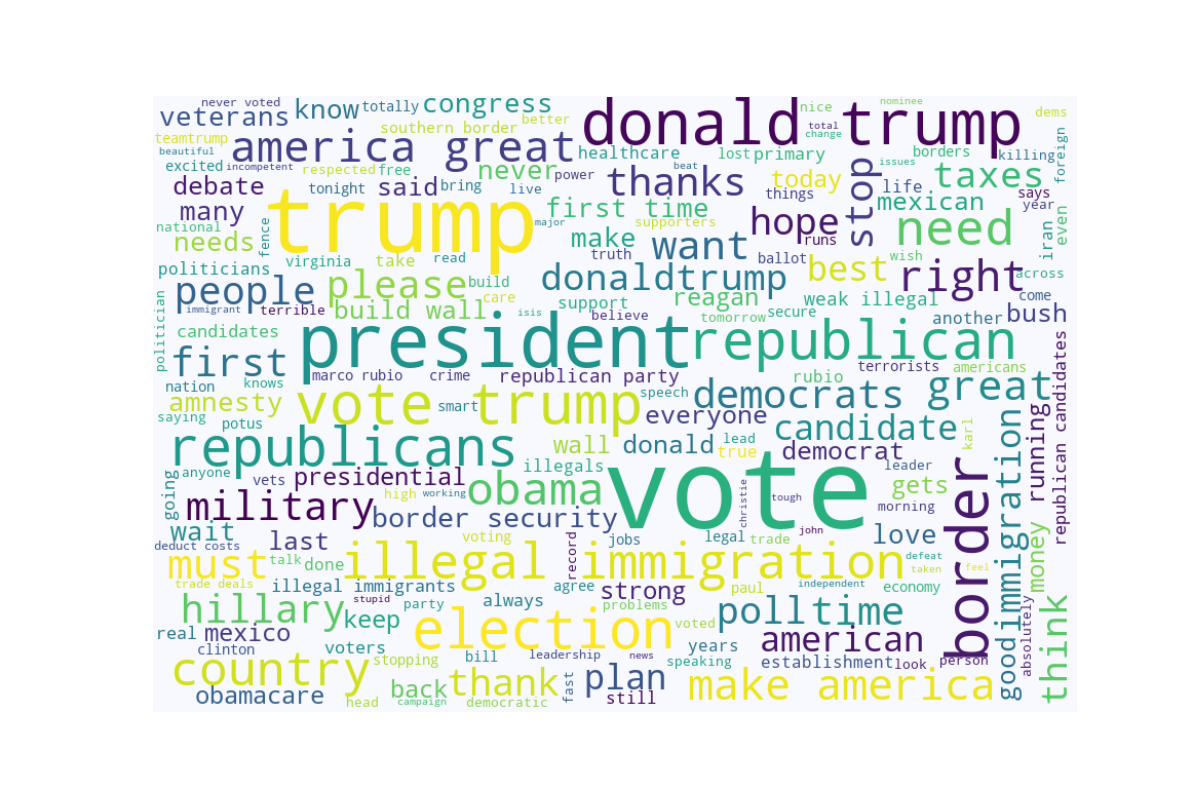 never voted
know
totally
congress
donald trump
nice
nominee
dems
veterans
southern border
better
total
change
teamtrump
america great
healthcare
lost
primary
stop
issues
borders
killing
foreign
beautiful
incompetent
excited
respected
free
never
power
beat
thanks
today
life
taxes
debate
tonight
said
bring
live
things
mexican
says
year
many
trump
first time
supporters
hope
need
iran
even
national
needs
fence
major
make
want
runs
truth
ballot
best
wish
right
virginia
take
read
politicians
people
please
build
donaldtrump
across
immigrant
terrible
build wall
care
support
reagan
weak illegal
come
isis
believe
tomorrow
secure
another
bush
politician
candidates
president
republican
first
marco rubio
crime
republican party
rubio
terrorists
americans
republican candidates
nation
knows
vote trump
speech
democrats
great
amnesty
smart
everyone
saying
potus
candidate
karl
running
republicans
wall
donald
lead
true
democrat
immigration
going
anyone
vets
presidential
illegals
obama
vote
leader
gets
border
high
working
christie
tough
morning
military
border security
wait
last
voting
record
jobs
legal
trade
john
love
money
deduct costs
must
talk
done
illegal immigration
defeat
taken
feel
trade deals
illegal immigrants
agree
strong
paul
independent
economy
hillary
stupid
party
always
problems
poll
time
good
think
keep
election
voted
american
absolutely
real
mexico
clinton
voters
bill
leadership
news
years
speaking
establishment
look
person
country
stopping
fast
plan
make america
obamacare
back
thank
still
head
campaign
democratic